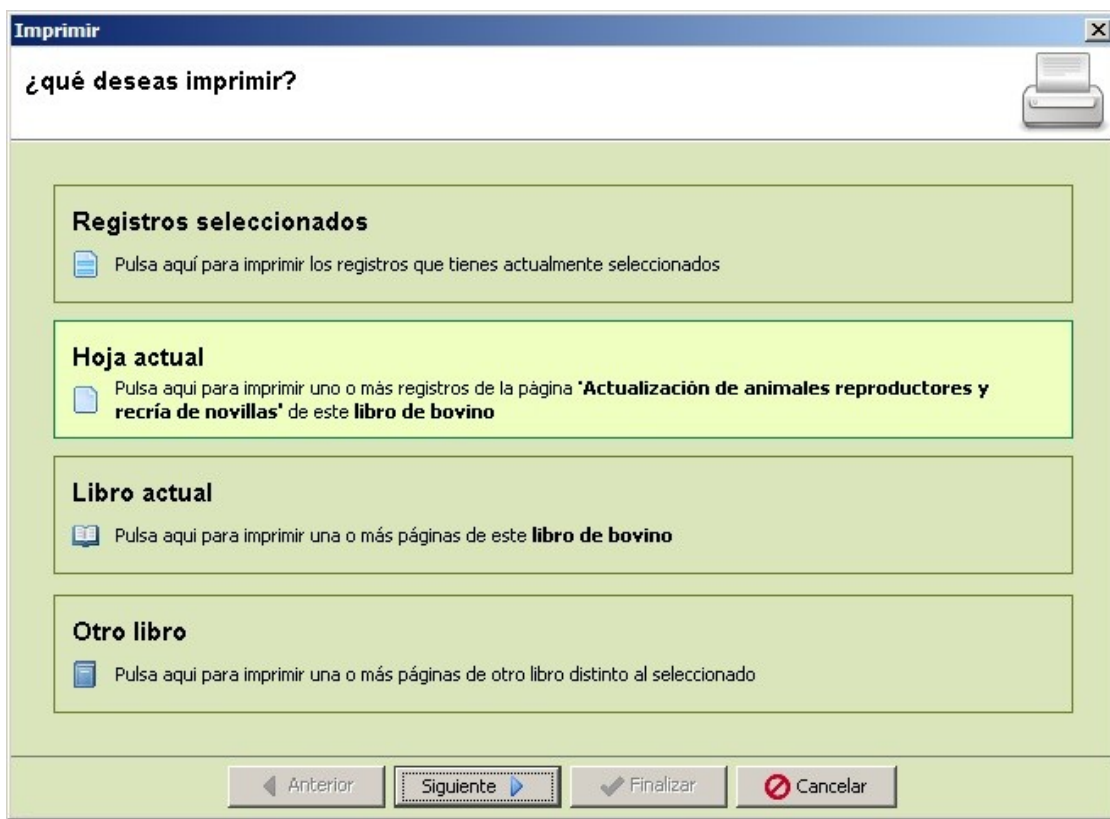 Imprimir
¿qué deseas imprimir?
Registros seleccionados
Pulsa aquí para imprimir los registros que tienes actualmente seleccionados
Hoja actual
Pulsa aqui para imprimir uno o más registros de la página 'Actualización de animales reproductores y
recría de novillas' de este libro de bovino
Libro actual
Pulsa aqui para imprimir una o más páginas de este libro de bovino
Otro libro
Pulsa aqui para imprimir una o más páginas de otro libro distinto al seleccionado
Anterior Siguiente Finalizar Cancelar